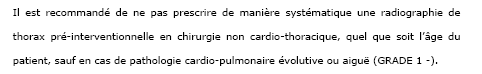 Il est recommandé de ne pas prescrire de manière systématique une radiographie de
thorax pré-interventionnelle en chirurgie non cardio-thoracique, quel que soit l'âge du
patient, sauf en cas de pathologie cardio-pulmonaire évolutive ou aiguë (GRADE 1 -).